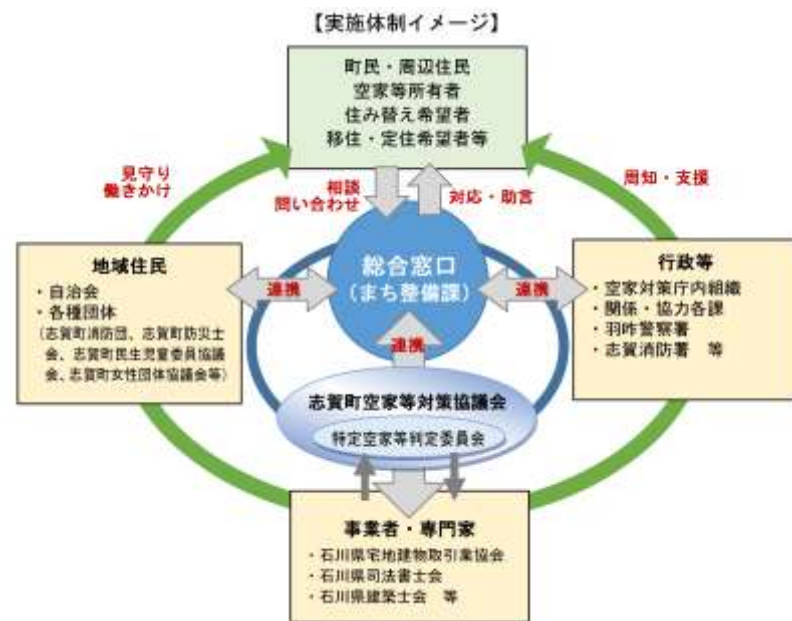 【実施体制イメージ】
町民・周辺住民
空家等所有者
住み替え希望者
移住・定住希望者等
見守り
働きかけ
相談
問い合わせ
対応・助言
周知・支援
総合窓口
（まち整備課）
地域住民
・自治会
・各種団体
（志賀町消防団、志賀町防災士
会、志賀町民生児童委員協議
会、志賀町女性団体協議会等）
連携
連携
行政等
・空家対策庁内組織
・関係・協力各課
・羽咋警察署
・志賀消防署　等
連携
志賀町空家等対策協議会
特定空家等判定委員会
事業者・専門家
・石川県宅地建物取引業協会
・石川県司法書士会
・石川県建築士会　等